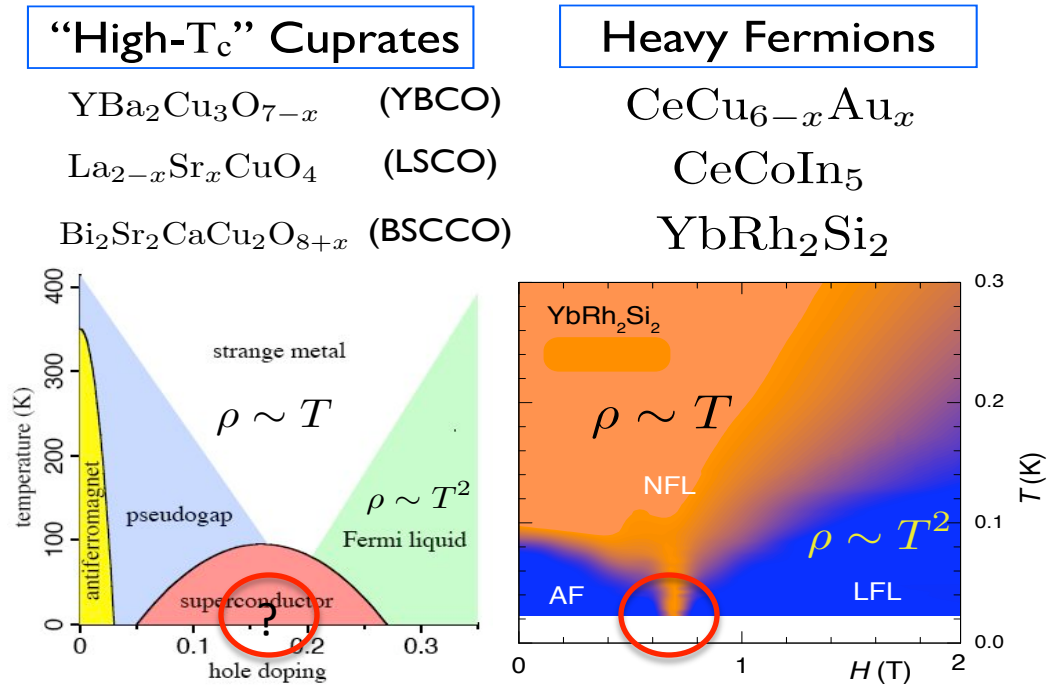 “High-Tc” Cuprates
YBa₂Cu₃O₇₋ₓ (YBCO)
La₂₋ₓSrₓCuO₄ (LSCO)
Bi₂Sr₂CaCu₂O₈₊ₓ (BSCCO)
400
300
200
100
0
temperature (K)
strange metal
ρ ∼ T
antiferromagnet
pseudogap
ρ ∼ T²
Fermi liquid
superconductor
?
0
0.1
0.2
0.3
hole doping
Heavy Fermions
CeCu₆₋ₓAuₓ
CeCoIn₅
YbRh₂Si₂
YbRh₂Si₂
ρ ∼ T
NFL
ρ ∼ T²
AF
LFL
0.3
0.2
0.1
0.0
T (K)
0
1
2
H (T)